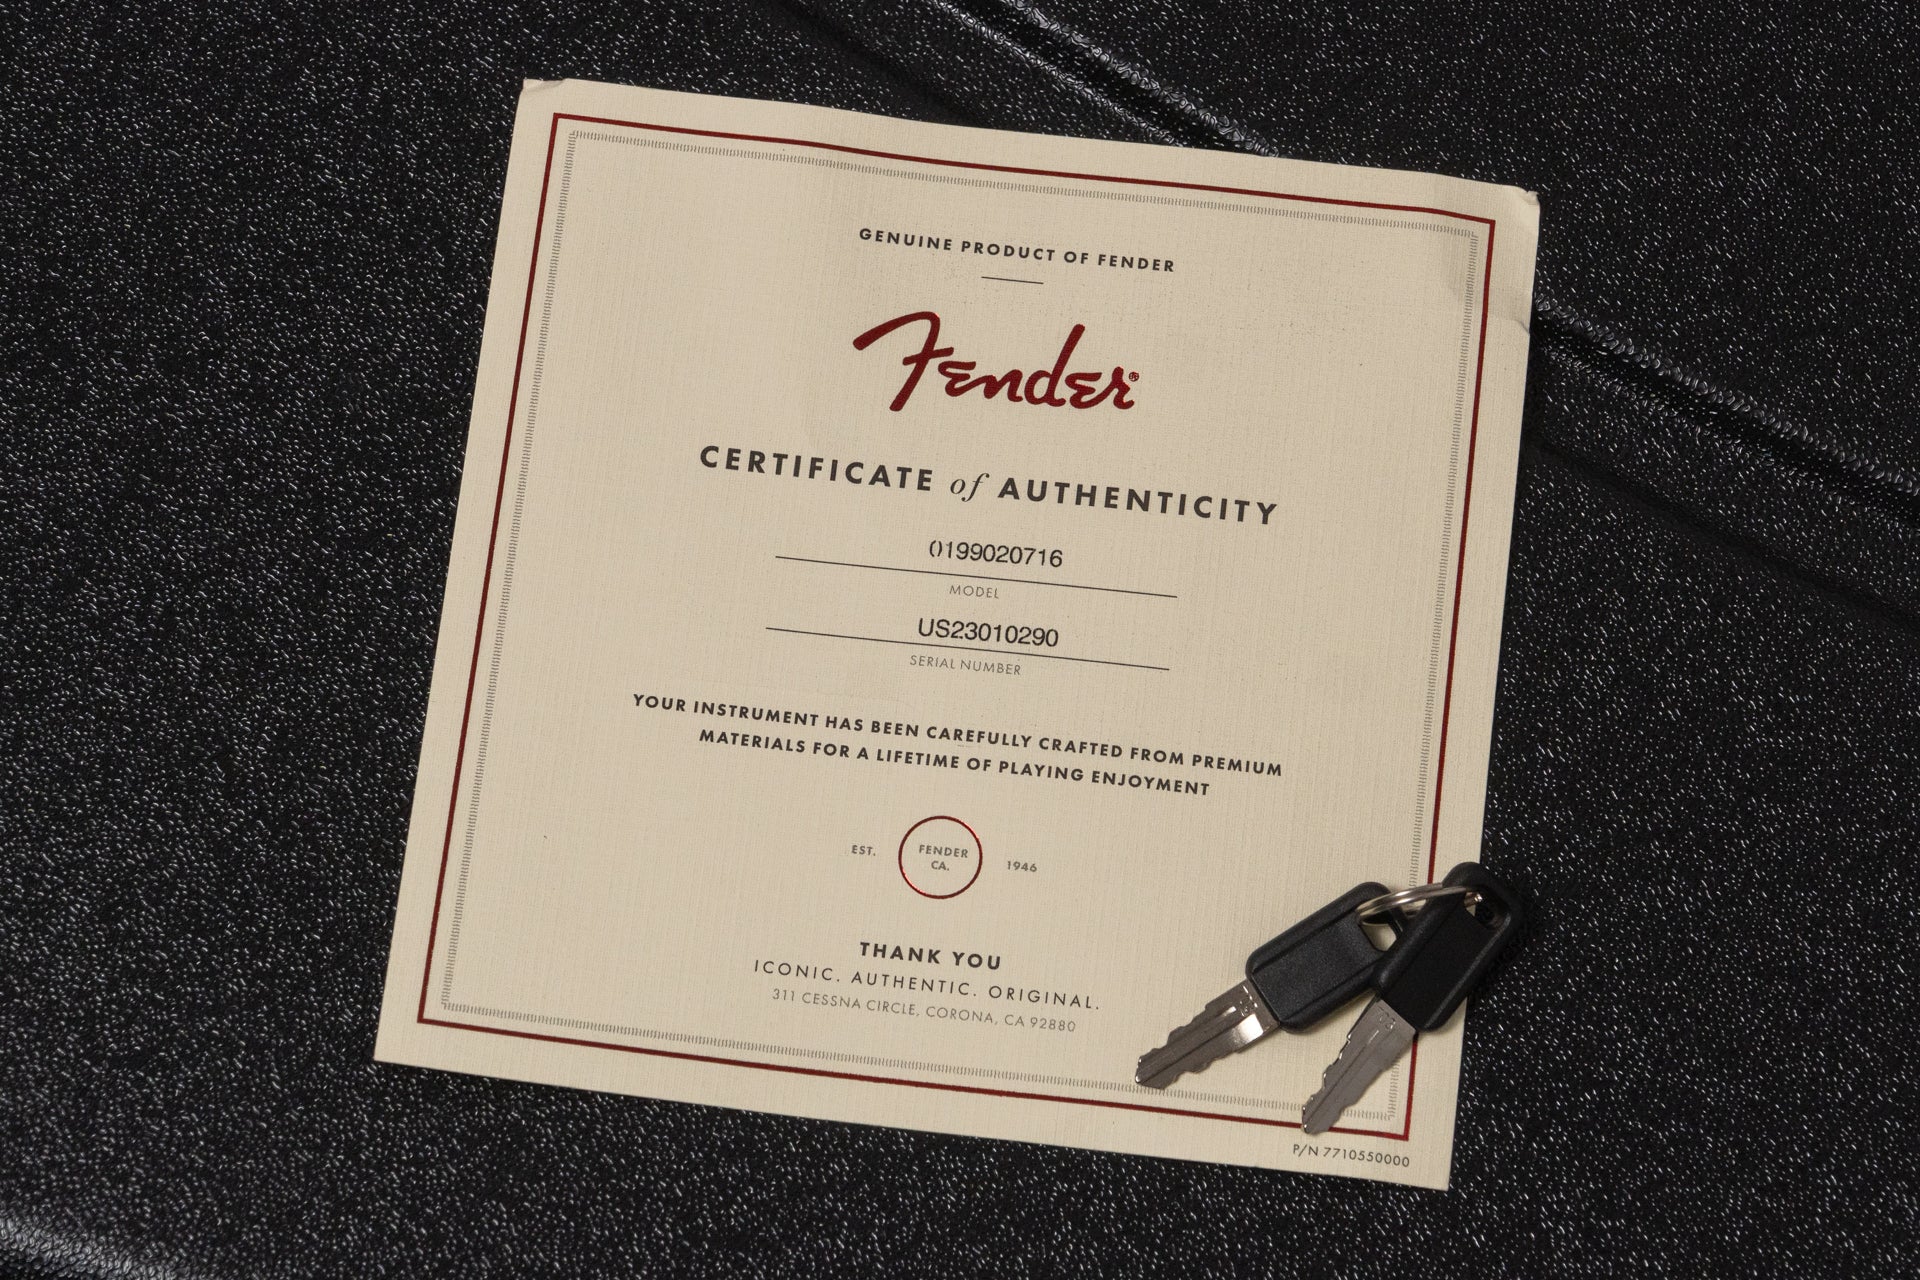 GENUINE PRODUCT OF FENDER
Fender®
CERTIFICATE of AUTHENTICITY
0199020716
MODEL
US23010290
SERIAL NUMBER
YOUR INSTRUMENT HAS BEEN CAREFULLY CRAFTED FROM PREMIUM
MATERIALS FOR A LIFETIME OF PLAYING ENJOYMENT
EST. FENDER CA. 1946
THANK YOU
ICONIC. AUTHENTIC. ORIGINAL.
311 CESSNA CIRCLE, CORONA, CA 92880
P/N 7710550000